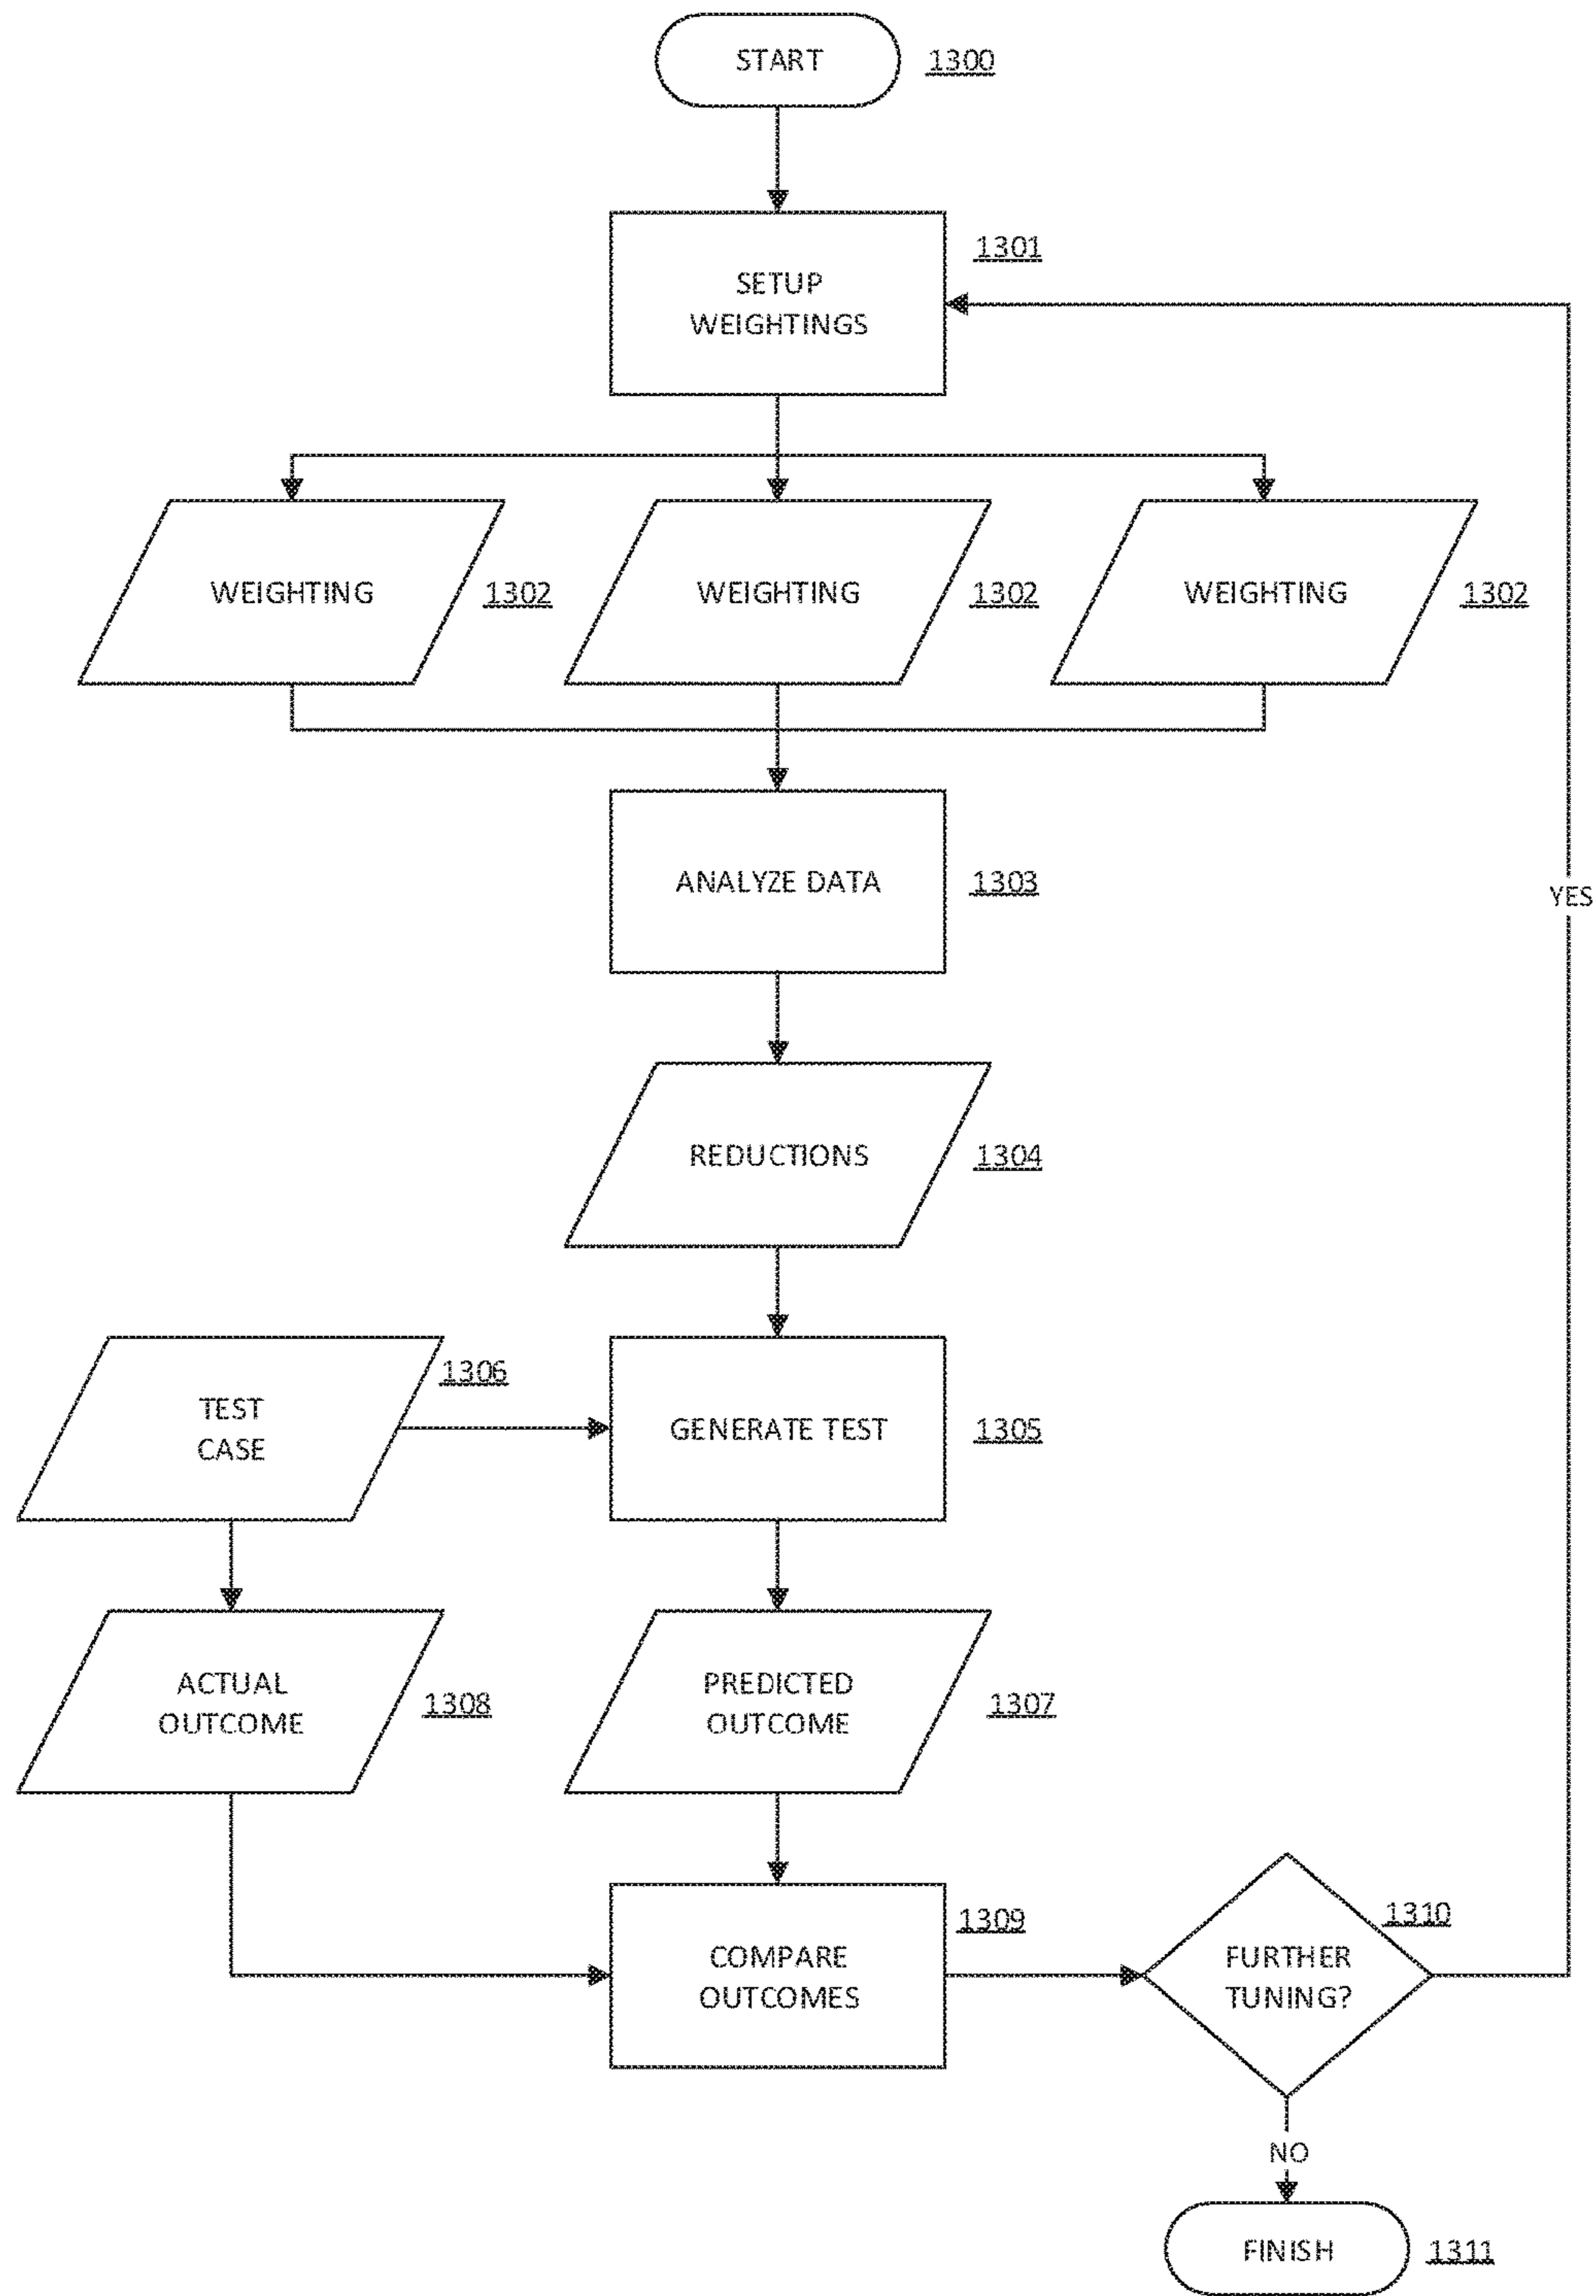 START
1300
SETUP
WEIGHTINGS
1301
WEIGHTING
1302
WEIGHTING
1302
WEIGHTING
1302
ANALYZE DATA
1303
YES
REDUCTIONS
1304
TEST
CASE
1306
GENERATE TEST
1305
ACTUAL
OUTCOME
1308
PREDICTED
OUTCOME
1307
COMPARE
OUTCOMES
1309
FURTHER
TUNING?
1310
NO
FINISH
1311